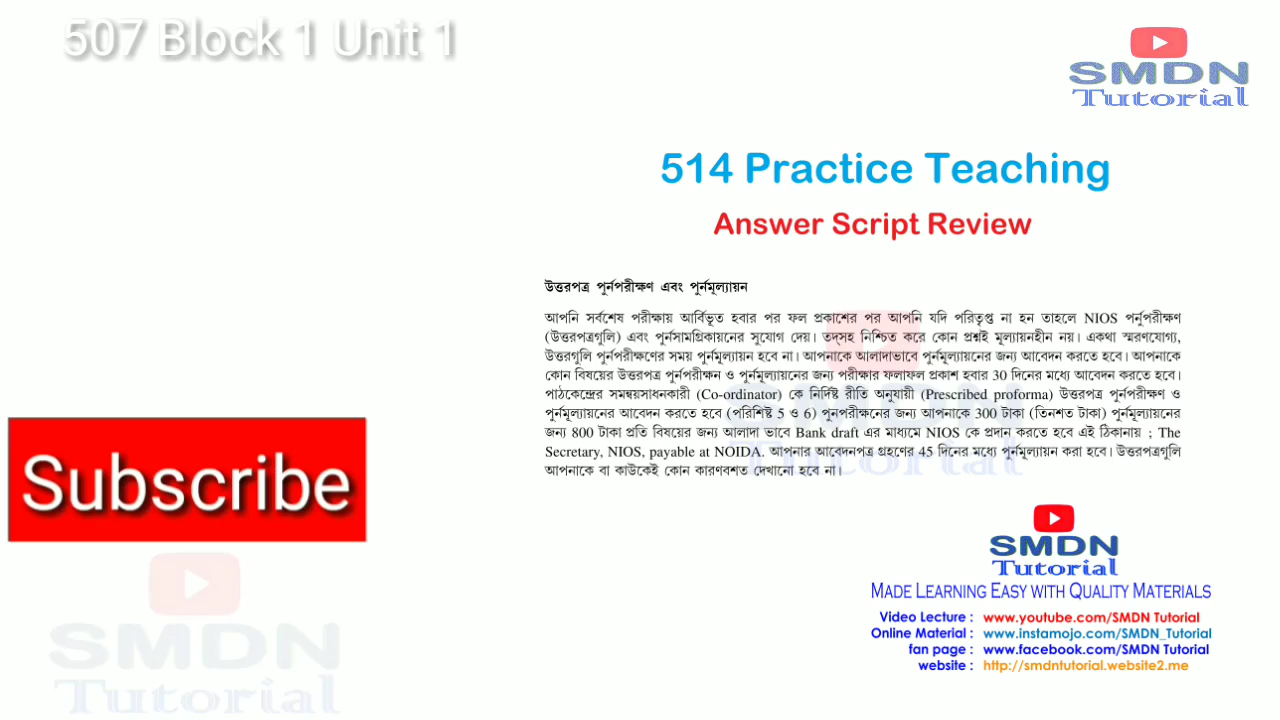 507 Block 1 Unit 1
SMDN
Tutorial
514 Practice Teaching
Answer Script Review
উত্তরপত্র পুর্নপরীক্ষণ এবং পুর্নমূল্যায়ন
আপনি সর্বশেষ পরীক্ষায় আর্বিভূত হবার পর ফল প্রকাশের পর আপনি যদি পরিতৃপ্ত না হন তাহলে NIOS পর্নুপরীক্ষণ
(উত্তরপত্রগুলি) এবং পুর্নসামগ্রিকায়নের সুযোগ দেয়। তদ্সহ নিশ্চিত করে কোন প্রশ্নই মূল্যায়নহীন নয়। একথা স্মরণযোগ্য,
উত্তরগুলি পুর্নপরীক্ষণের সময় পুর্নমূল্যায়ন হবে না। আপনাকে আলাদাভাবে পুর্নমূল্যায়নের জন্য আবেদন করতে হবে। আপনাকে
কোন বিষয়ের উত্তরপত্র পুর্নপরীক্ষন ও পুর্নমূল্যায়নের জন্য পরীক্ষার ফলাফল প্রকাশ হবার 30 দিনের মধ্যে আবেদন করতে হবে।
পাঠকেন্দ্রের সমন্বয়সাধনকারী (Co-ordinator) কে নির্দিষ্ট রীতি অনুযায়ী (Prescribed proforma) উত্তরপত্র পুর্নপরীক্ষণ ও
পুর্নমূল্যায়নের আবেদন করতে হবে (পরিশিষ্ট 5 ও 6) পুনপরীক্ষনের জন্য আপনাকে 300 টাকা (তিনশত টাকা) পুর্নমূল্যায়নের
জন্য 800 টাকা প্রতি বিষয়ের জন্য আলাদা ভাবে Bank draft এর মাধ্যমে NIOS কে প্রদান করতে হবে এই ঠিকানায় ; The
Secretary, NIOS, payable at NOIDA. আপনার আবেদনপত্র গ্রহণের 45 দিনের মধ্যে পুর্নমূল্যায়ন করা হবে। উত্তরপত্রগুলি
আপনাকে বা কাউকেই কোন কারণবশত দেখানো হবে না।
SMDN
Tutorial
Subscribe
SMDN
Tutorial
MADE LEARNING EASY WITH QUALITY MATERIALS
Video Lecture : www.youtube.com/SMDN Tutorial
Online Material : www.instamojo.com/SMDN_Tutorial
fan page : www.facebook.com/SMDN Tutorial
website : http://smdntutorial.website2.me
SMDN
Tutorial